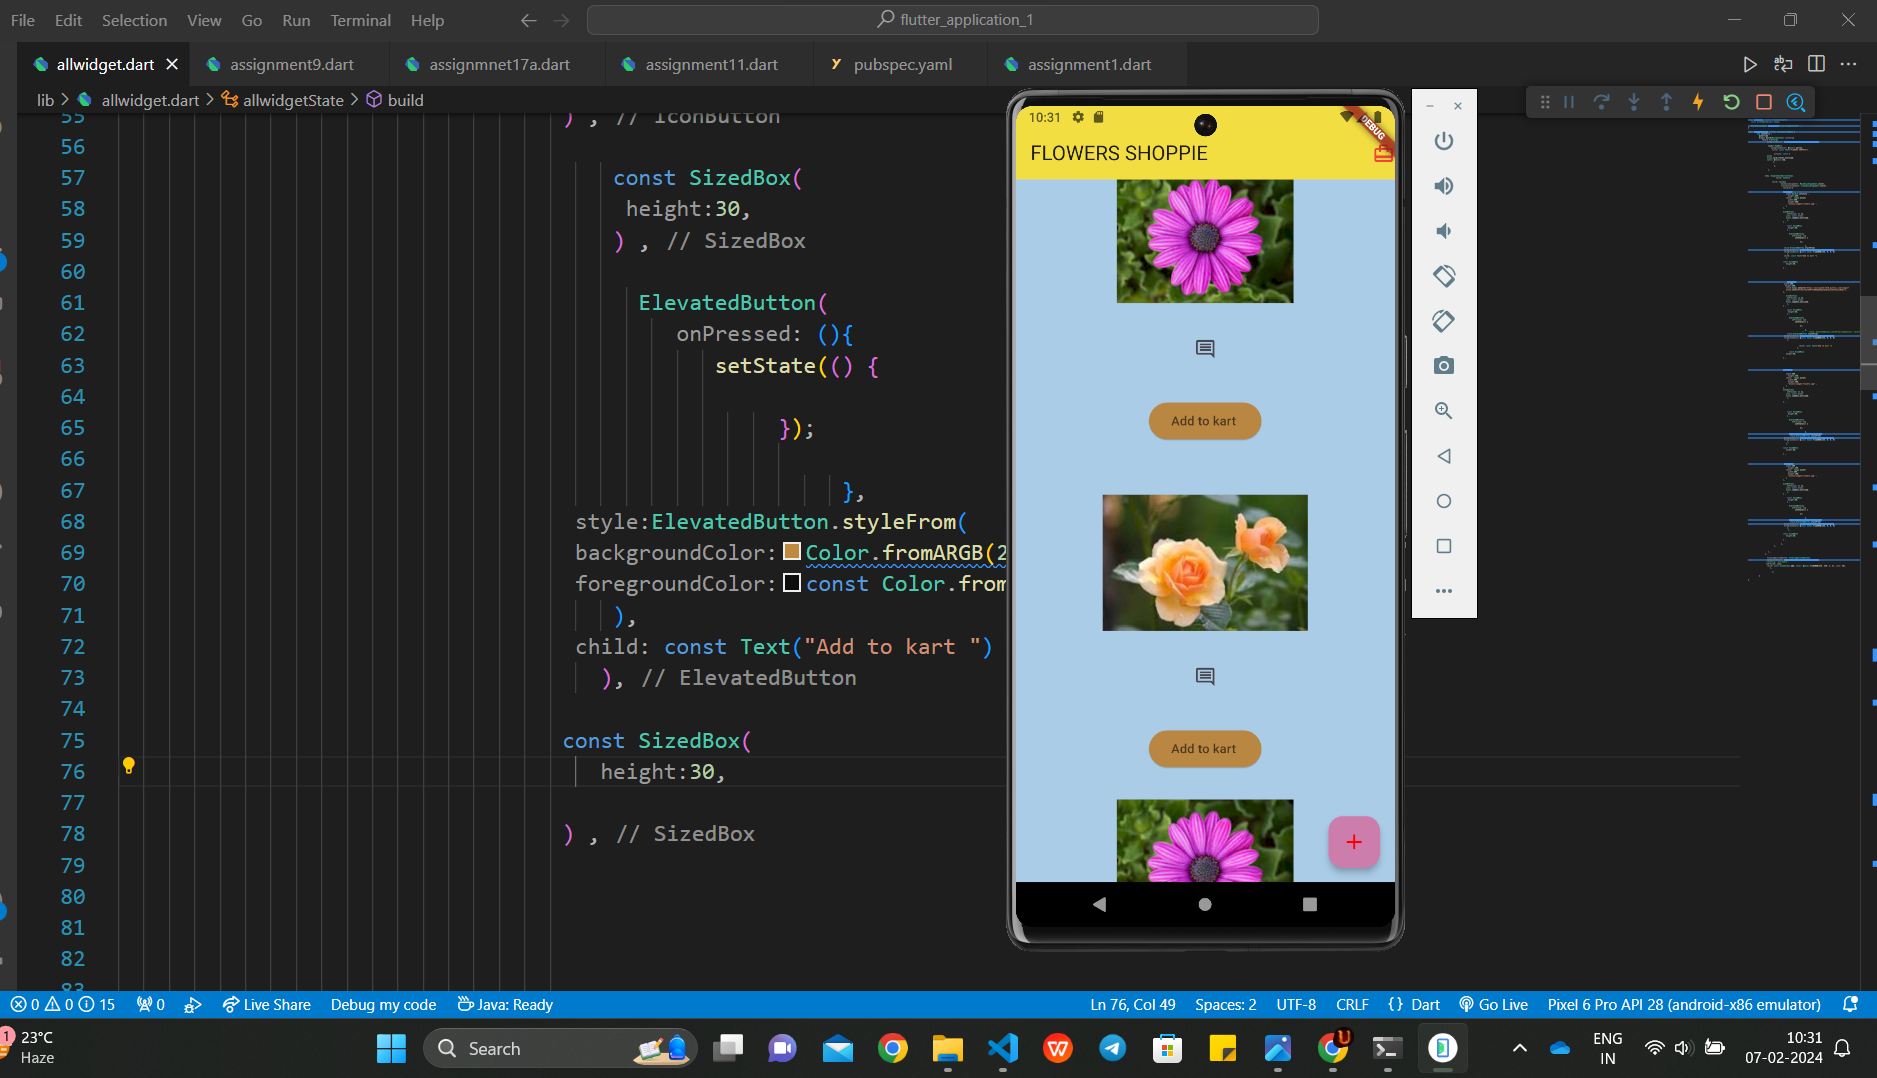 File Edit Selection View Go Run Terminal Help
flutter_application_1
allwidget.dart assignment9.dart assignmnet17a.dart assignment11.dart pubspec.yaml assignment1.dart
lib > allwidget.dart > allwidgetState > build
55 ) , // IconButton
56
57 const SizedBox(
58 height:30,
59 ) , // SizedBox
60
61 ElevatedButton(
62 onPressed: (){
63 setState(() {
64
65 });
66
67 },
68 style:ElevatedButton.styleFrom(
69 backgroundColor: Color.fromARGB(2
70 foregroundColor: const Color.from
71 ),
72 child: const Text("Add to kart ")
73 ), // ElevatedButton
74
75 const SizedBox(
76 height:30,
77
78 ) , // SizedBox
79
80
81
82
83
10:31
DEBUG
FLOWERS SHOPPIE
Add to kart
Add to kart
0 0 15 0 Live Share Debug my code Java: Ready
Ln 76, Col 49 Spaces: 2 UTF-8 CRLF {} Dart Go Live Pixel 6 Pro API 28 (android-x86 emulator)
1
23°C
Haze
Search
ENG
IN
10:31
07-02-2024